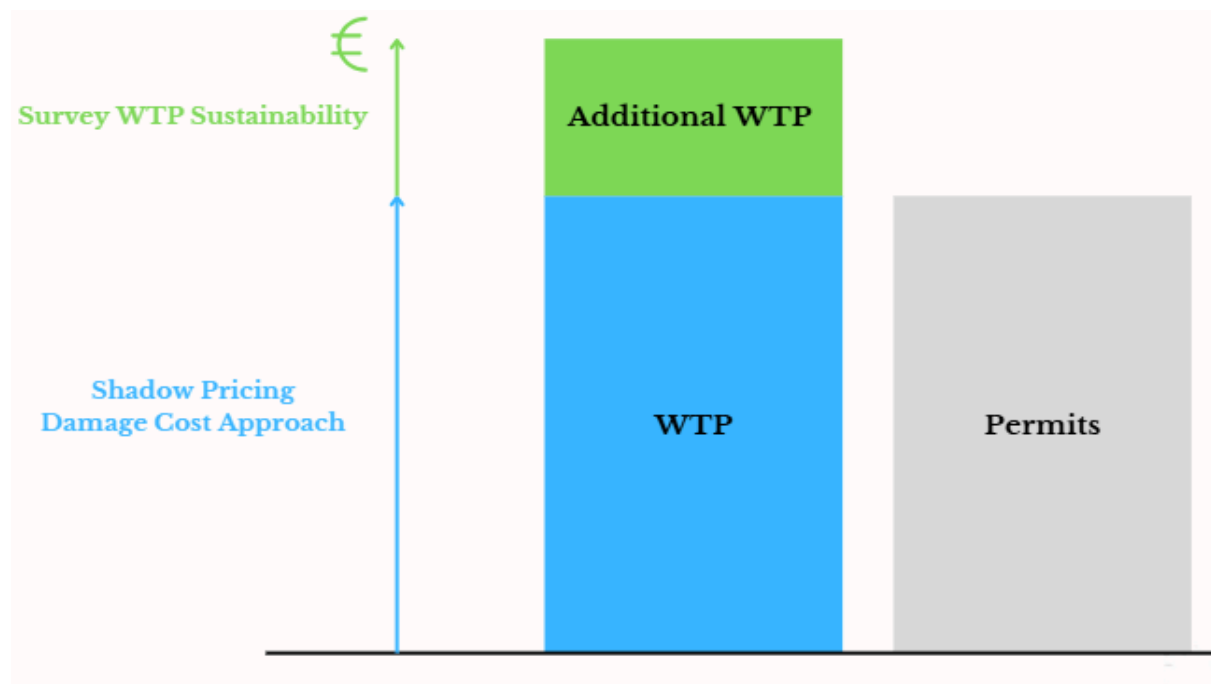 €
Survey WTP Sustainability
Additional WTP
Shadow Pricing
Damage Cost Approach
WTP
Permits